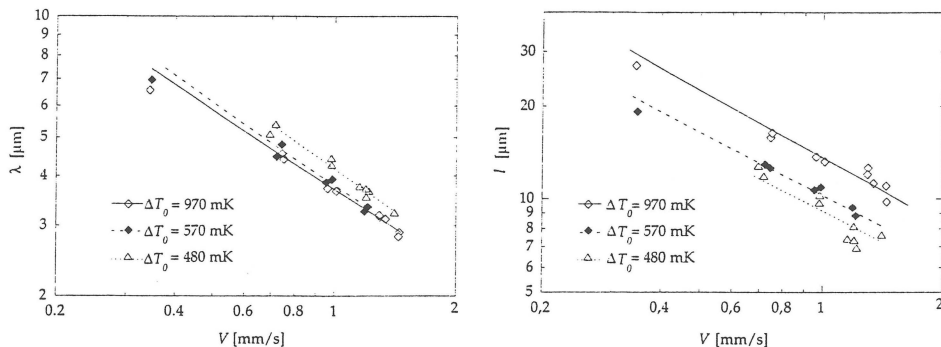 10
9
8
7
6
5
4
3
2
λ [µm]
◇ ΔT₀ = 970 mK
◆ ΔT₀ = 570 mK
△ ΔT₀ = 480 mK
0.2 0.4 0.6 0.8 1 2
V [mm/s]
30
20
10
9
8
7
6
5
l [µm]
◇ ΔT₀ = 970 mK
◆ ΔT₀ = 570 mK
△ ΔT₀ = 480 mK
0,2 0,4 0,6 0,8 1 2
V [mm/s]